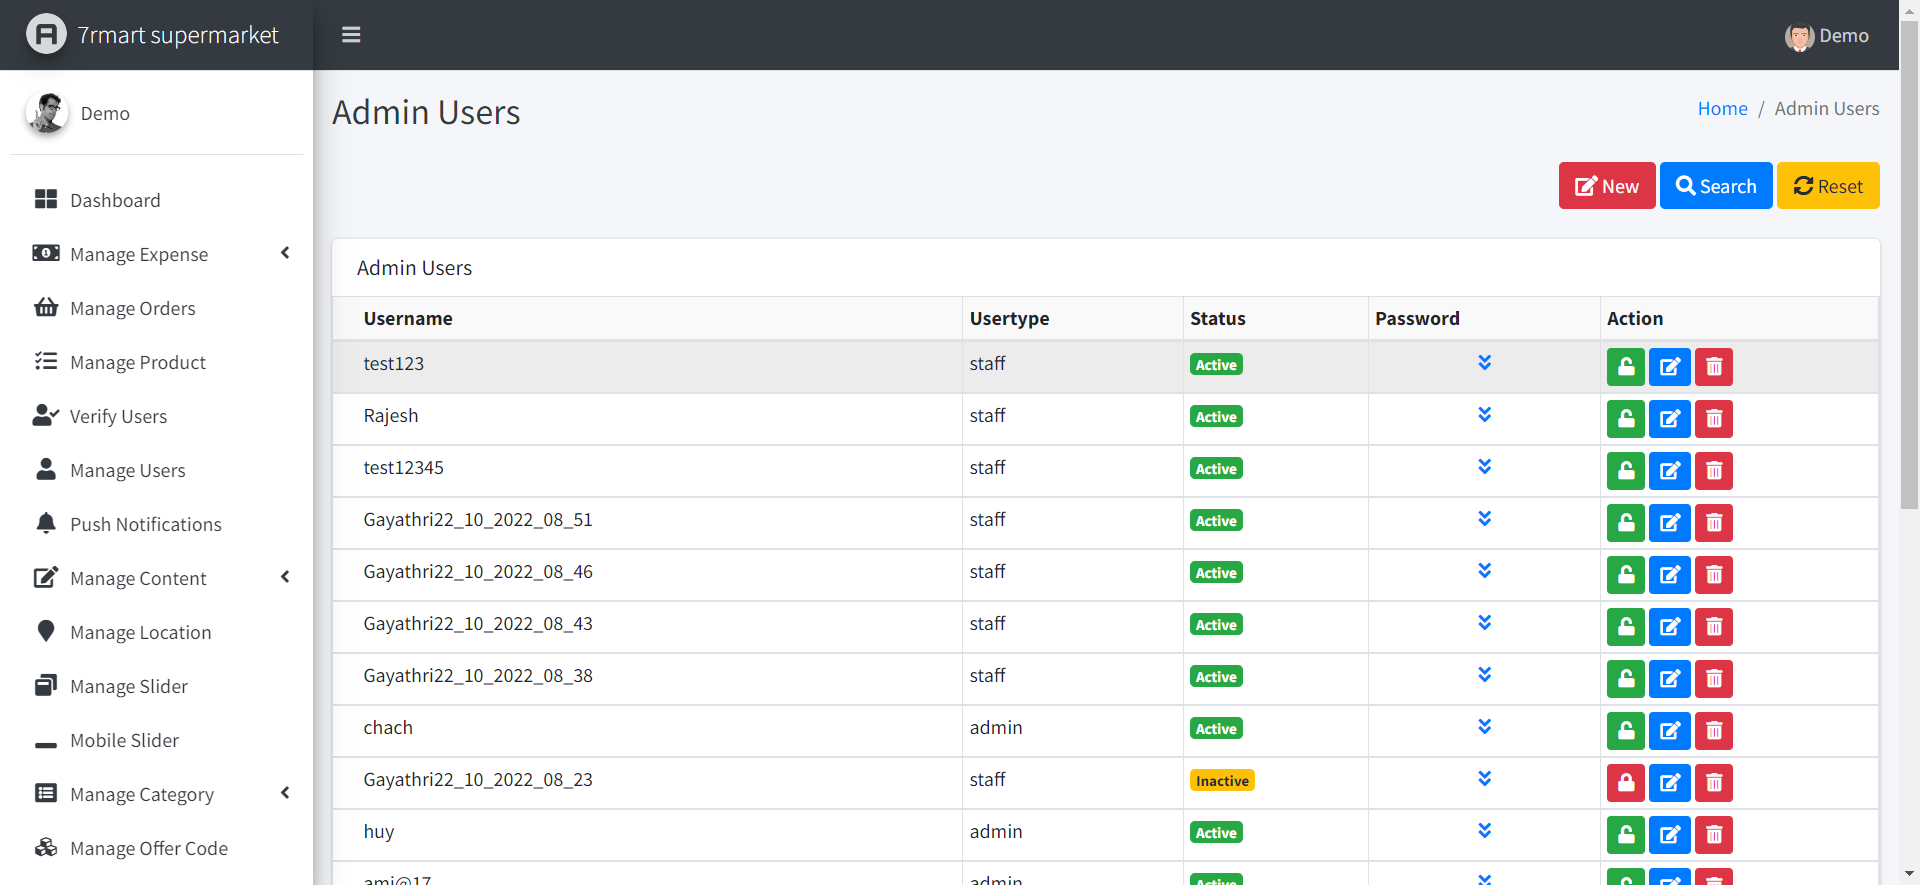 7rmart supermarket
Demo
Demo
Admin Users
Home / Admin Users
New Search Reset
Dashboard
Manage Expense
Manage Orders
Manage Product
Verify Users
Manage Users
Push Notifications
Manage Content
Manage Location
Manage Slider
Mobile Slider
Manage Category
Manage Offer Code
Admin Users
Username Usertype Status Password Action
test123 staff Active
Rajesh staff Active
test12345 staff Active
Gayathri22_10_2022_08_51 staff Active
Gayathri22_10_2022_08_46 staff Active
Gayathri22_10_2022_08_43 staff Active
Gayathri22_10_2022_08_38 staff Active
chach admin Active
Gayathri22_10_2022_08_23 staff Inactive
huy admin Active
ami@17 admin Active